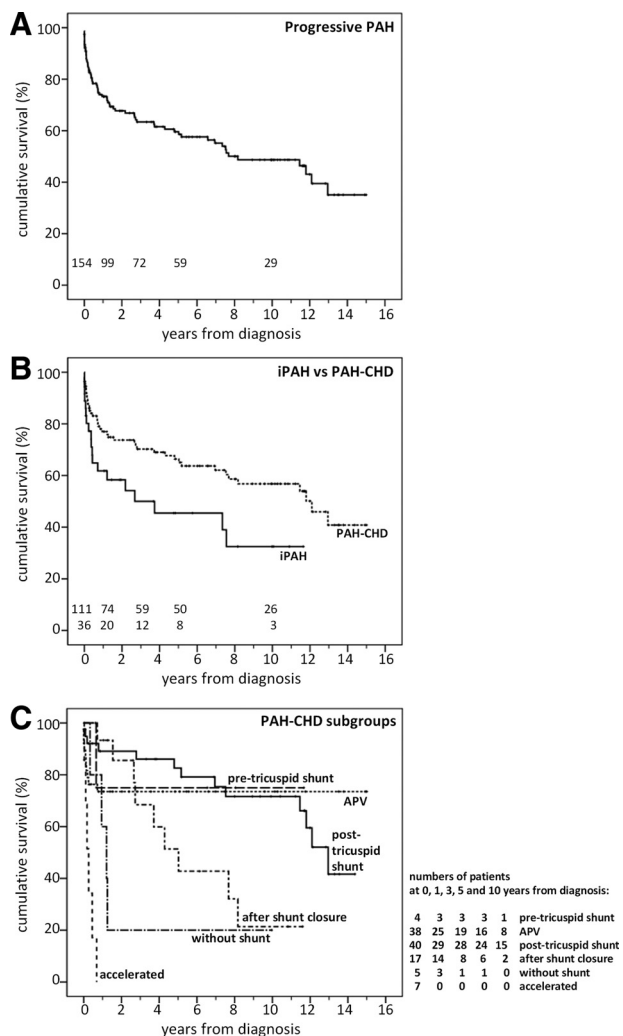 A
Progressive PAH
cumulative survival (%)
100
80
60
40
20
0
154 99 72 59 29
0 2 4 6 8 10 12 14 16
years from diagnosis
B
iPAH vs PAH-CHD
cumulative survival (%)
100
80
60
40
20
0
PAH-CHD
iPAH
111 74 59 50 26
36 20 12 8 3
0 2 4 6 8 10 12 14 16
years from diagnosis
C
PAH-CHD subgroups
cumulative survival (%)
100
80
60
40
20
0
pre-tricuspid shunt
APV
post-
tricuspid
shunt
after shunt closure
without shunt
accelerated
0 2 4 6 8 10 12 14 16
years from diagnosis
numbers of patients
at 0, 1, 3, 5 and 10 years from diagnosis:
4 3 3 3 1 pre-tricuspid shunt
38 25 19 16 8 APV
40 29 28 24 15 post-tricuspid shunt
17 14 8 6 2 after shunt closure
5 3 1 1 0 without shunt
7 0 0 0 0 accelerated